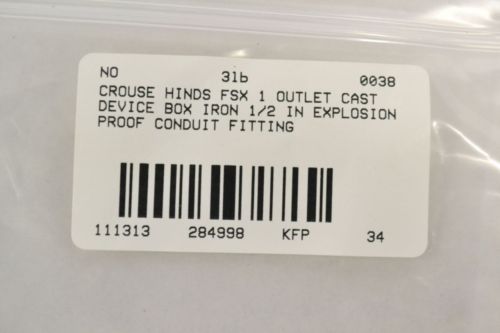 NO 31b 0038
CROUSE HINDS FSX 1 OUTLET CAST
DEVICE BOX IRON 1/2 IN EXPLOSION
PROOF CONDUIT FITTING
111313 284998 KFP 34